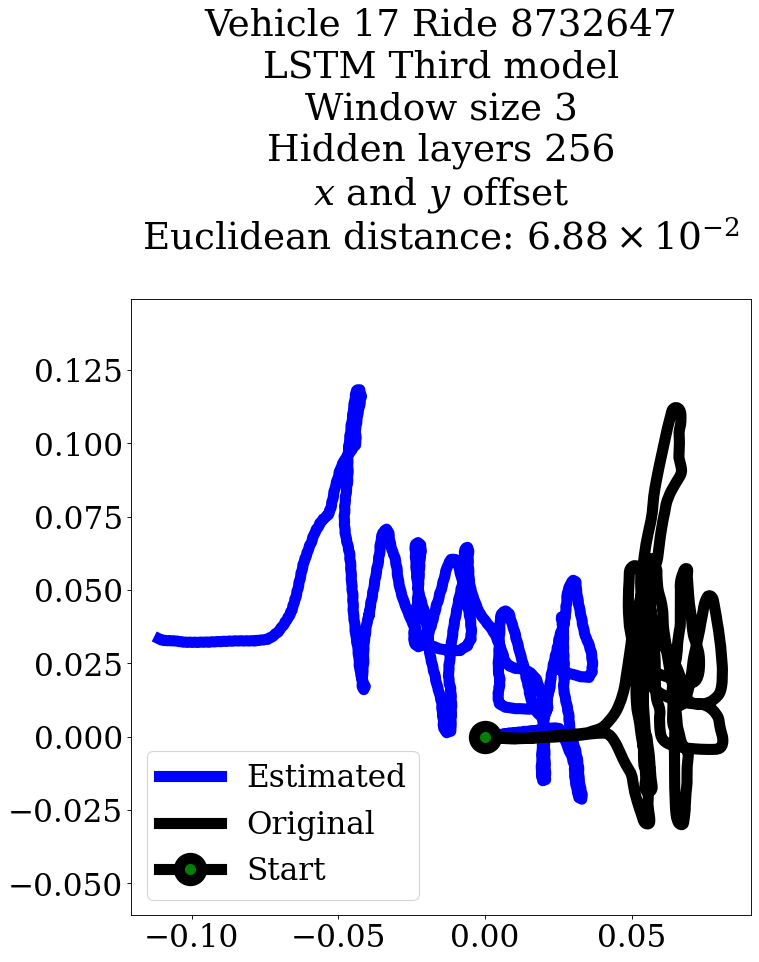 Vehicle 17 Ride 8732647
LSTM Third model
Window size 3
Hidden layers 256
x and y offset
Euclidean distance: 6.88 × 10⁻²
0.125
0.100
0.075
0.050
0.025
0.000
−0.025
−0.050
Estimated
Original
Start
−0.10
−0.05
0.00
0.05